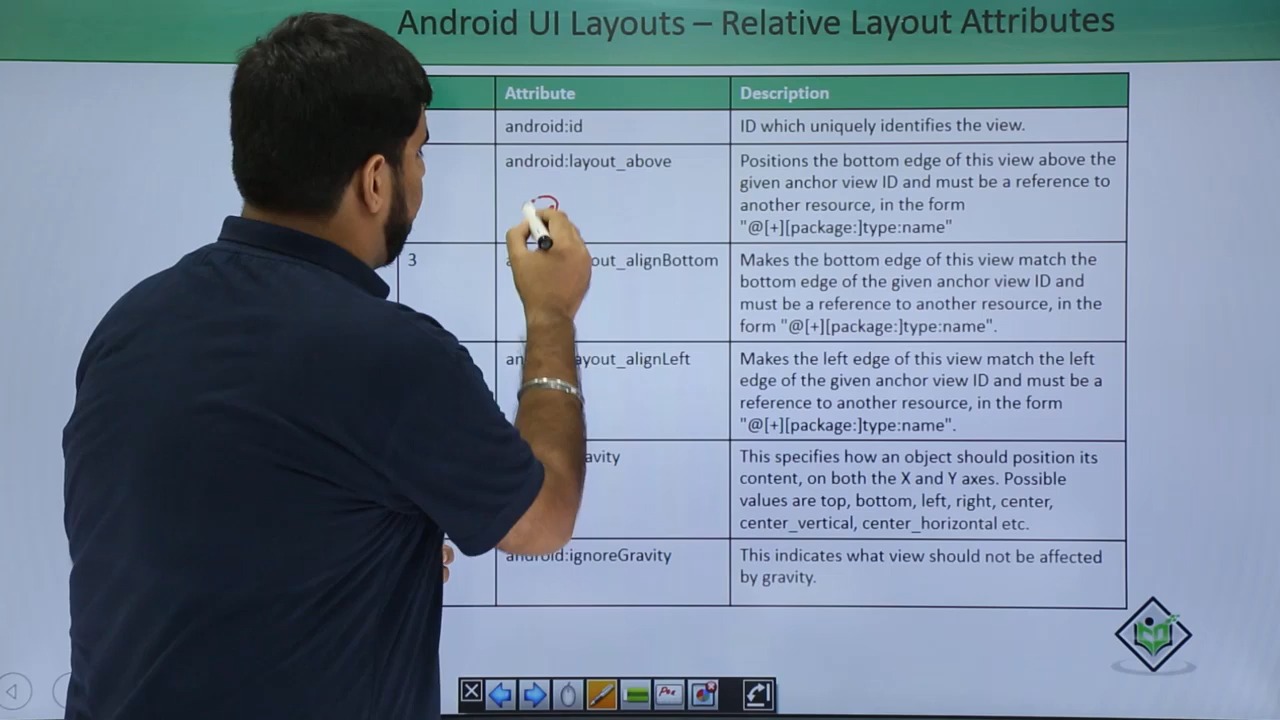 Android UI Layouts – Relative Layout Attributes
Attribute
Description
android:id
ID which uniquely identifies the view.
android:layout_above
Positions the bottom edge of this view above the
given anchor view ID and must be a reference to
another resource, in the form
"@[+][package:]type:name"
3
out_alignBottom
Makes the bottom edge of this view match the
bottom edge of the given anchor view ID and
must be a reference to another resource, in the
form "@[+][package:]type:name".
an
ayout_alignLeft
Makes the left edge of this view match the left
edge of the given anchor view ID and must be a
reference to another resource, in the form
"@[+][package:]type:name".
avity
This specifies how an object should position its
content, on both the X and Y axes. Possible
values are top, bottom, left, right, center,
center_vertical, center_horizontal etc.
android:ignoreGravity
This indicates what view should not be affected
by gravity.